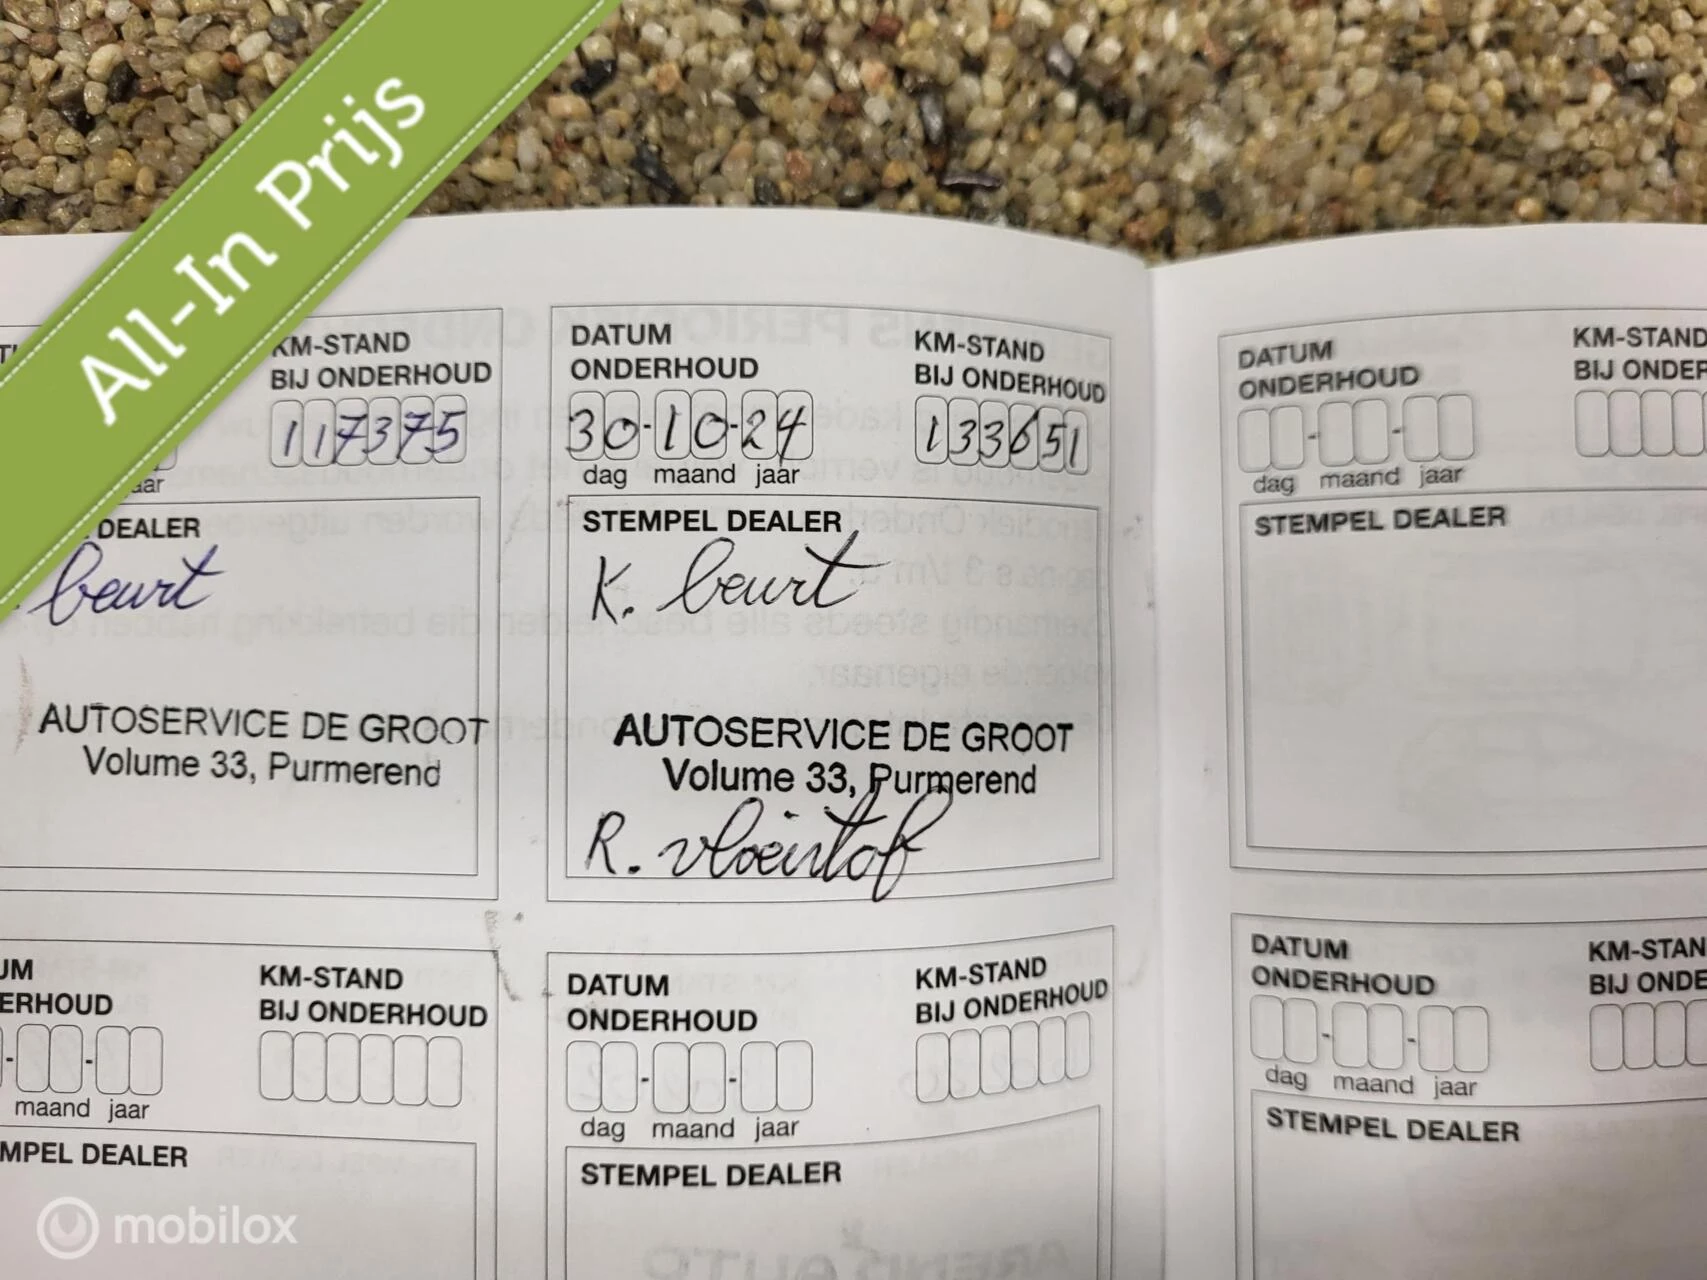 All-In Prijs
KM-STAND
BIJ ONDERHOUD
117375
DEALER
beurt
AUTOSERVICE DE GROOT
Volume 33, Purmerend
DATUM
ONDERHOUD
30-10-24
dag maand jaar
KM-STAND
BIJ ONDERHOUD
133651
STEMPEL DEALER
K. beurt
AUTOSERVICE DE GROOT
Volume 33, Purmerend
DATUM
ONDERHOUD
- -
dag maand jaar
KM-STAND
BIJ ONDER
STEMPEL DEALER
UM
ERHOUD
- -
maand jaar
KM-STAND
BIJ ONDERHOUD
MPEL DEALER
DATUM
ONDERHOUD
- -
dag maand jaar
KM-STAND
BIJ ONDERHOUD
STEMPEL DEALER
DATUM
ONDERHOUD
- -
dag maand jaar
KM-STAN
BIJ ONDE
STEMPEL DEALER
mobilox